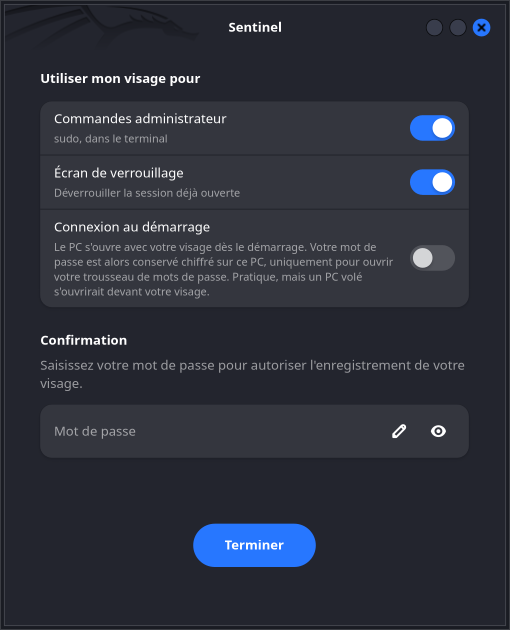 Sentinel
Utiliser mon visage pour
Commandes administrateur
sudo, dans le terminal
Écran de verrouillage
Déverrouiller la session déjà ouverte
Connexion au démarrage
Le PC s'ouvre avec votre visage dès le démarrage. Votre mot de
passe est alors conservé chiffré sur ce PC, uniquement pour ouvrir
votre trousseau de mots de passe. Pratique, mais un PC volé
s'ouvrirait devant votre visage.
Confirmation
Saisissez votre mot de passe pour autoriser l'enregistrement de votre
visage.
Mot de passe
Terminer